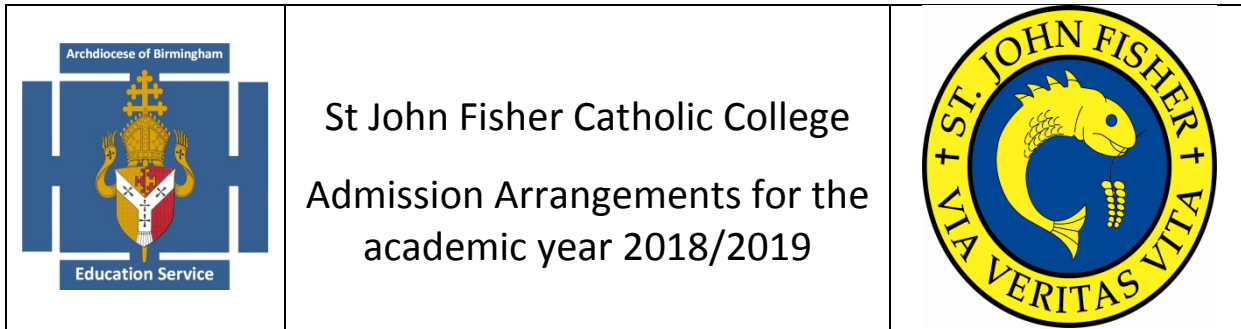 Archdiocese of Birmingham
Education Service
St John Fisher Catholic College
Admission Arrangements for the
academic year 2018/2019
† ST. JOHN FISHER †
VIA VERITAS VITA